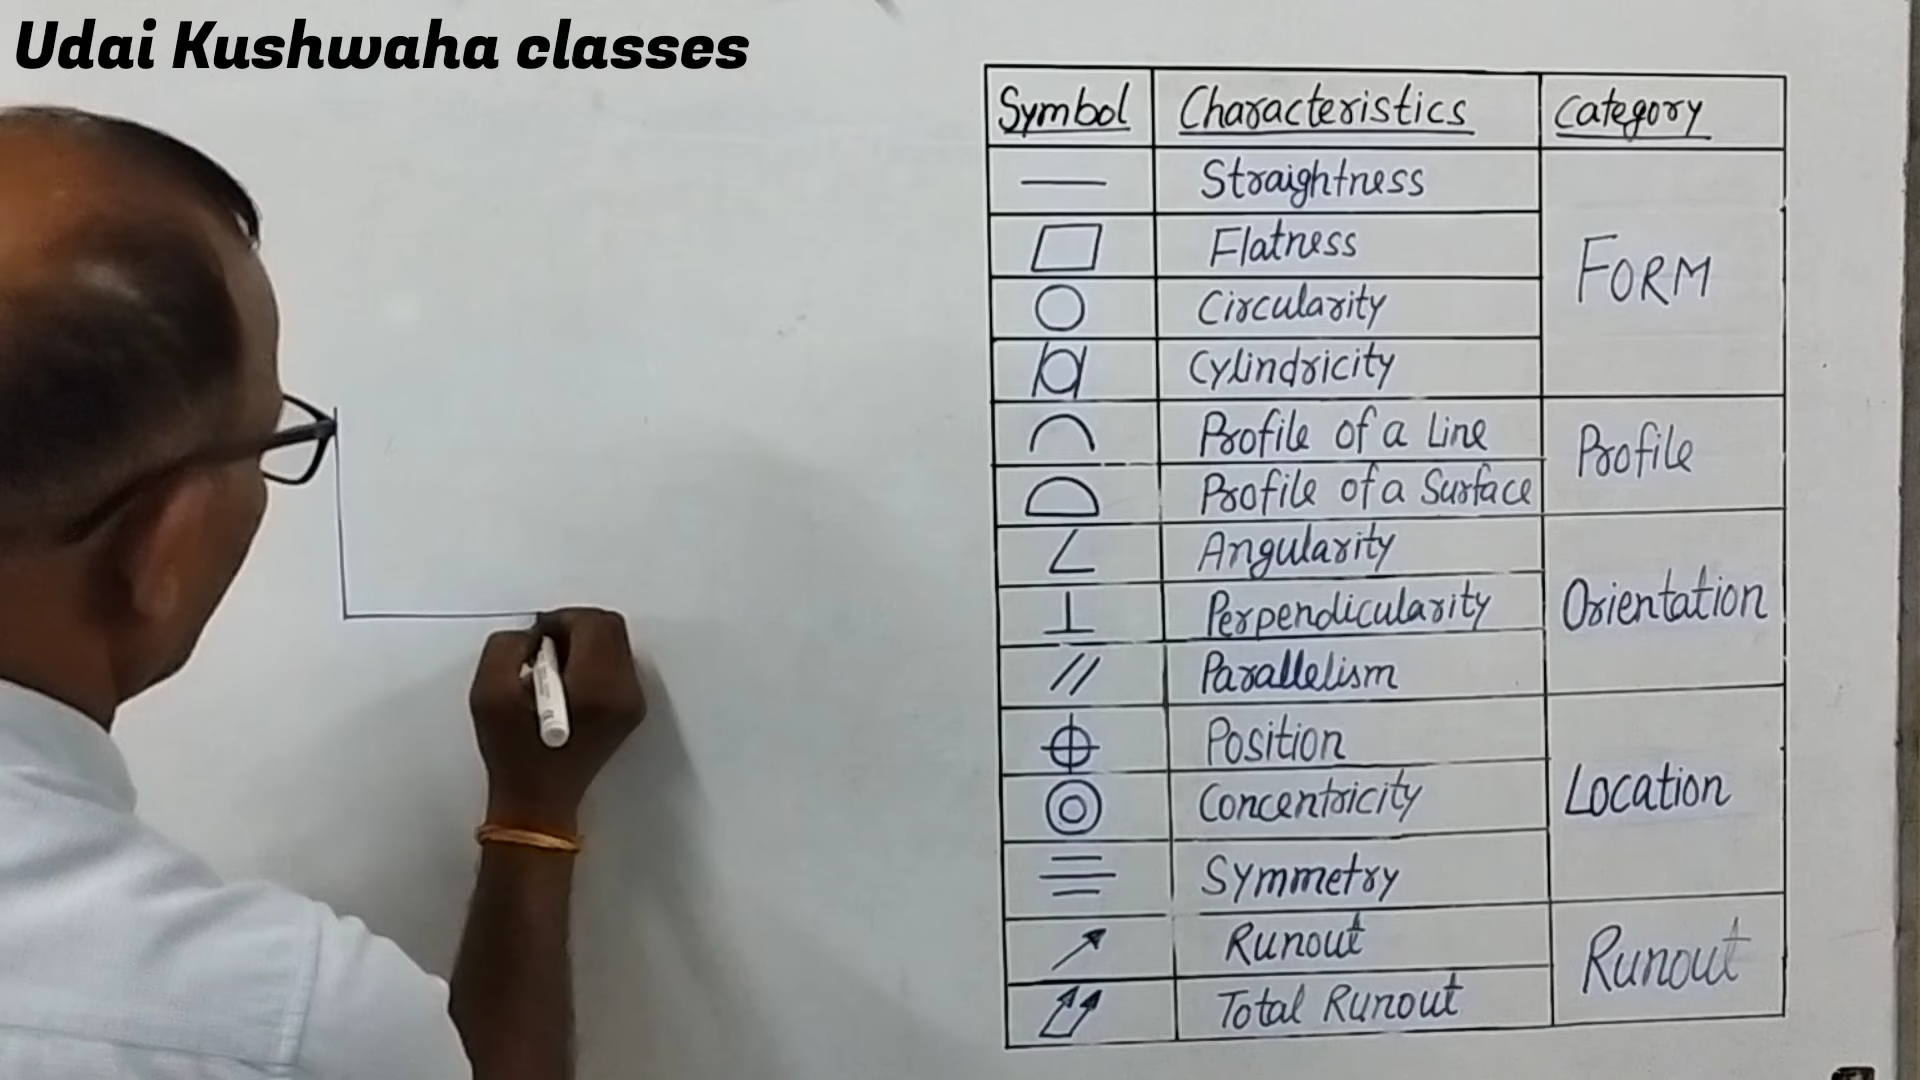 Udai Kushwaha classes
Symbol Characteristics Category
Straightness
Flatness
Circularity
Cylindricity
FORM
Profile of a Line
Profile of a Surface
Profile
Angularity
Perpendicularity
Parallelism
Orientation
Position
Concentricity
Symmetry
Location
Runout
Total Runout
Runout